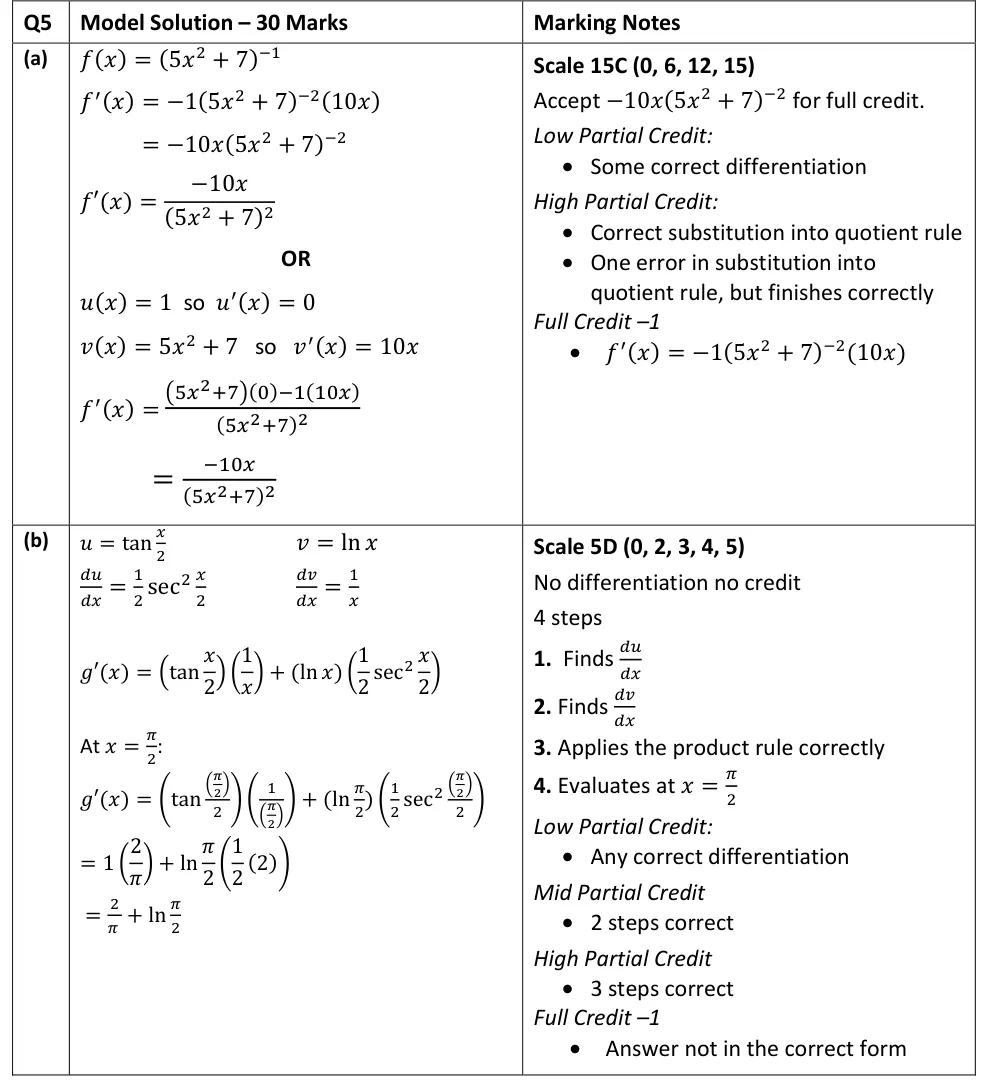 Q5 Model Solution – 30 Marks Marking Notes
(a)
f(x) = (5x² + 7)⁻¹
f′(x) = −1(5x² + 7)⁻²(10x)
= −10x(5x² + 7)⁻²
f′(x) = −10x / (5x² + 7)²
OR
u(x) = 1 so u′(x) = 0
v(x) = 5x² + 7 so v′(x) = 10x
f′(x) = (5x²+7)(0)−1(10x) / (5x²+7)²
= −10x / (5x²+7)²
Scale 15C (0, 6, 12, 15)
Accept −10x(5x² + 7)⁻² for full credit.
Low Partial Credit:
• Some correct differentiation
High Partial Credit:
• Correct substitution into quotient rule
• One error in substitution into
quotient rule, but finishes correctly
Full Credit –1
• f′(x) = −1(5x² + 7)⁻²(10x)
(b)
u = tan x/2 v = ln x
du/dx = 1/2 sec² x/2 dv/dx = 1/x
g′(x) = (tan x/2)(1/x) + (ln x)(1/2 sec² x/2)
At x = π/2:
g′(x) = (tan (π/2)/2)(1/(π/2)) + (ln π/2)(1/2 sec² (π/2)/2)
= 1(2/π) + ln π/2 (1/2 (2))
= 2/π + ln π/2
Scale 5D (0, 2, 3, 4, 5)
No differentiation no credit
4 steps
1. Finds du/dx
2. Finds dv/dx
3. Applies the product rule correctly
4. Evaluates at x = π/2
Low Partial Credit:
• Any correct differentiation
Mid Partial Credit
• 2 steps correct
High Partial Credit
• 3 steps correct
Full Credit –1
• Answer not in the correct form